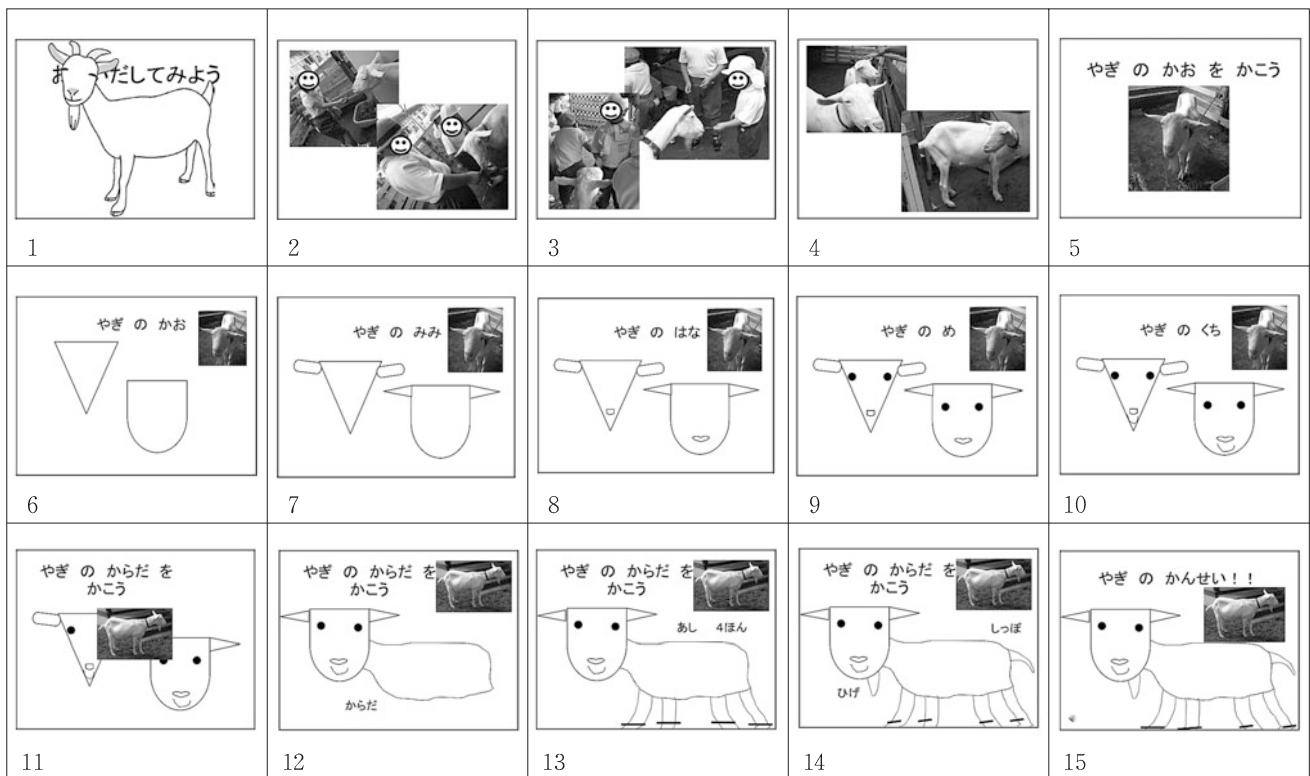 お　いだしてみよう
1
2
3
4
やぎ の かお を かこう
5
やぎ の かお
6
やぎ の みみ
7
やぎ の はな
8
やぎ の め
9
やぎ の くち
10
やぎ の からだ を
かこう
11
やぎ の からだ を
かこう
からだ
12
やぎ の からだ を
かこう
あし 4ほん
13
やぎ の からだ を
かこう
しっぽ
ひげ
14
やぎ の かんせい！！
15